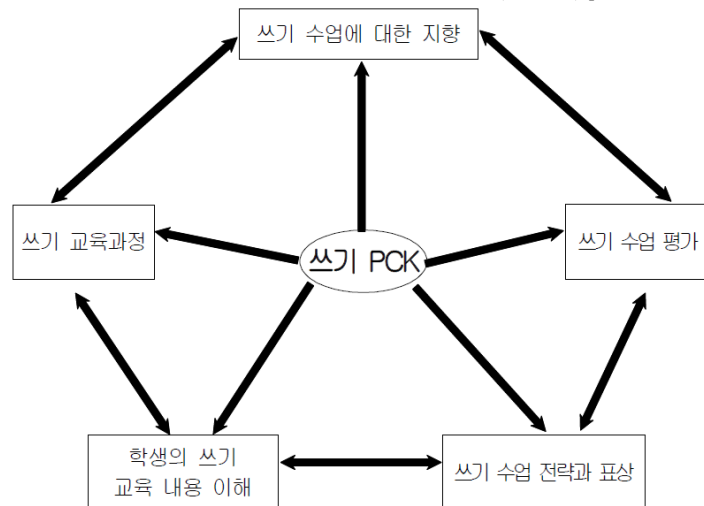 쓰기 수업에 대한 지향
쓰기 교육과정
쓰기 PCK
쓰기 수업 평가
학생의 쓰기
교육 내용 이해
쓰기 수업 전략과 표상